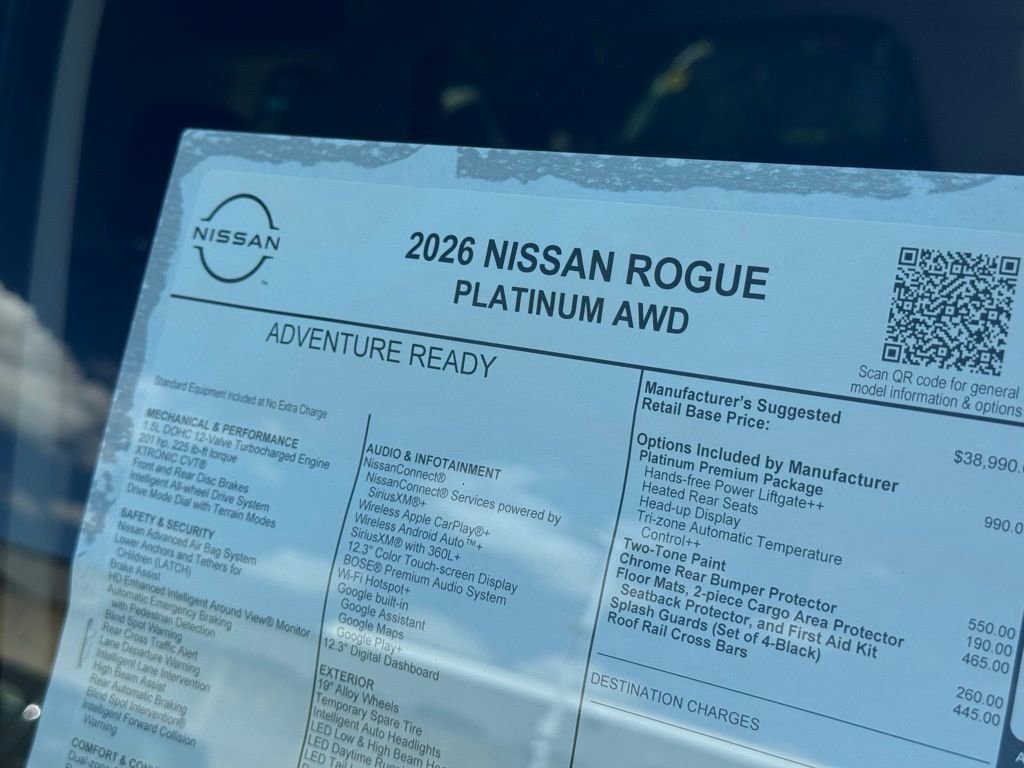 NISSAN
2026 NISSAN ROGUE
PLATINUM AWD
Scan QR code for general
model information & options
ADVENTURE READY
Standard Equipment Included at No Extra Charge
MECHANICAL & PERFORMANCE
1.5L DOHC 12-Valve Turbocharged Engine
201 hp, 225 lb-ft torque
XTRONIC CVT®
Front and Rear Disc Brakes
Intelligent All-wheel Drive System
Drive Mode Dial with Terrain Modes
SAFETY & SECURITY
Nissan Advanced Air Bag System
Lower Anchors and Tethers for
CHildren (LATCH)
Brake Assist
HD Enhanced Intelligent Around View® Monitor
Automatic Emergency Braking
with Pedestrian Detection
Blind Spot Warning
Rear Cross Traffic Alert
Lane Departure Warning
Intelligent Lane Intervention
High Beam Assist
Rear Automatic Braking
Blind Spot Intervention®
Intelligent Forward Collision
Warning
AUDIO & INFOTAINMENT
NissanConnect®
NissanConnect® Services powered by
SiriusXM®+
Wireless Apple CarPlay®+
Wireless Android Auto™+
SiriusXM® with 360L+
12.3" Color Touch-screen Display
BOSE® Premium Audio System
Wi-Fi Hotspot+
Google built-in
Google Assistant
Google Maps
Google Play+
12.3" Digital Dashboard
EXTERIOR
19" Alloy Wheels
Temporary Spare Tire
Intelligent Auto Headlights
LED Low & High Beam
LED Daytime
LED
Manufacturer's Suggested
Retail Base Price:
$38,990.
Options Included by Manufacturer
Platinum Premium Package
990.0
Hands-free Power Liftgate++
Heated Rear Seats
Head-up Display
Tri-zone Automatic Temperature
Control++
Two-Tone Paint
550.00
Chrome Rear Bumper Protector
190.00
Floor Mats, 2-piece Cargo Area Protector
465.00
Seatback Protector, and First Aid Kit
Splash Guards (Set of 4-Black)
260.00
Roof Rail Cross Bars
445.00
DESTINATION CHARGES